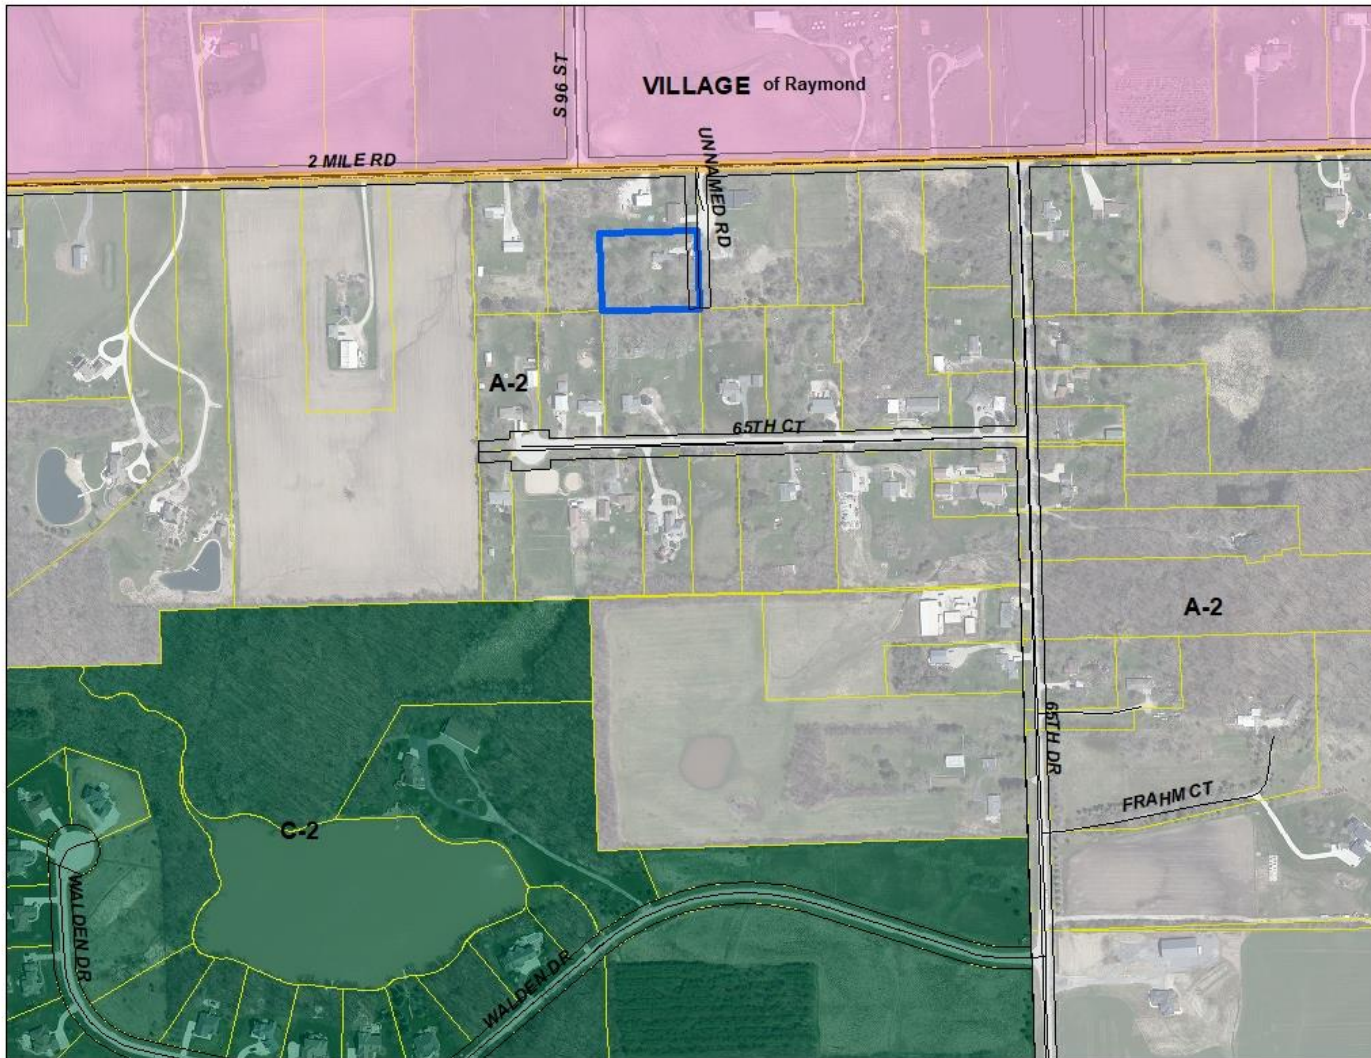 VILLAGE of Raymond
S 96 ST
2 MILE RD
UNNAMED RD
A-2
65TH CT
A-2
65TH DR
FRAHM CT
C-2
WALDEN DR
WALDEN DR